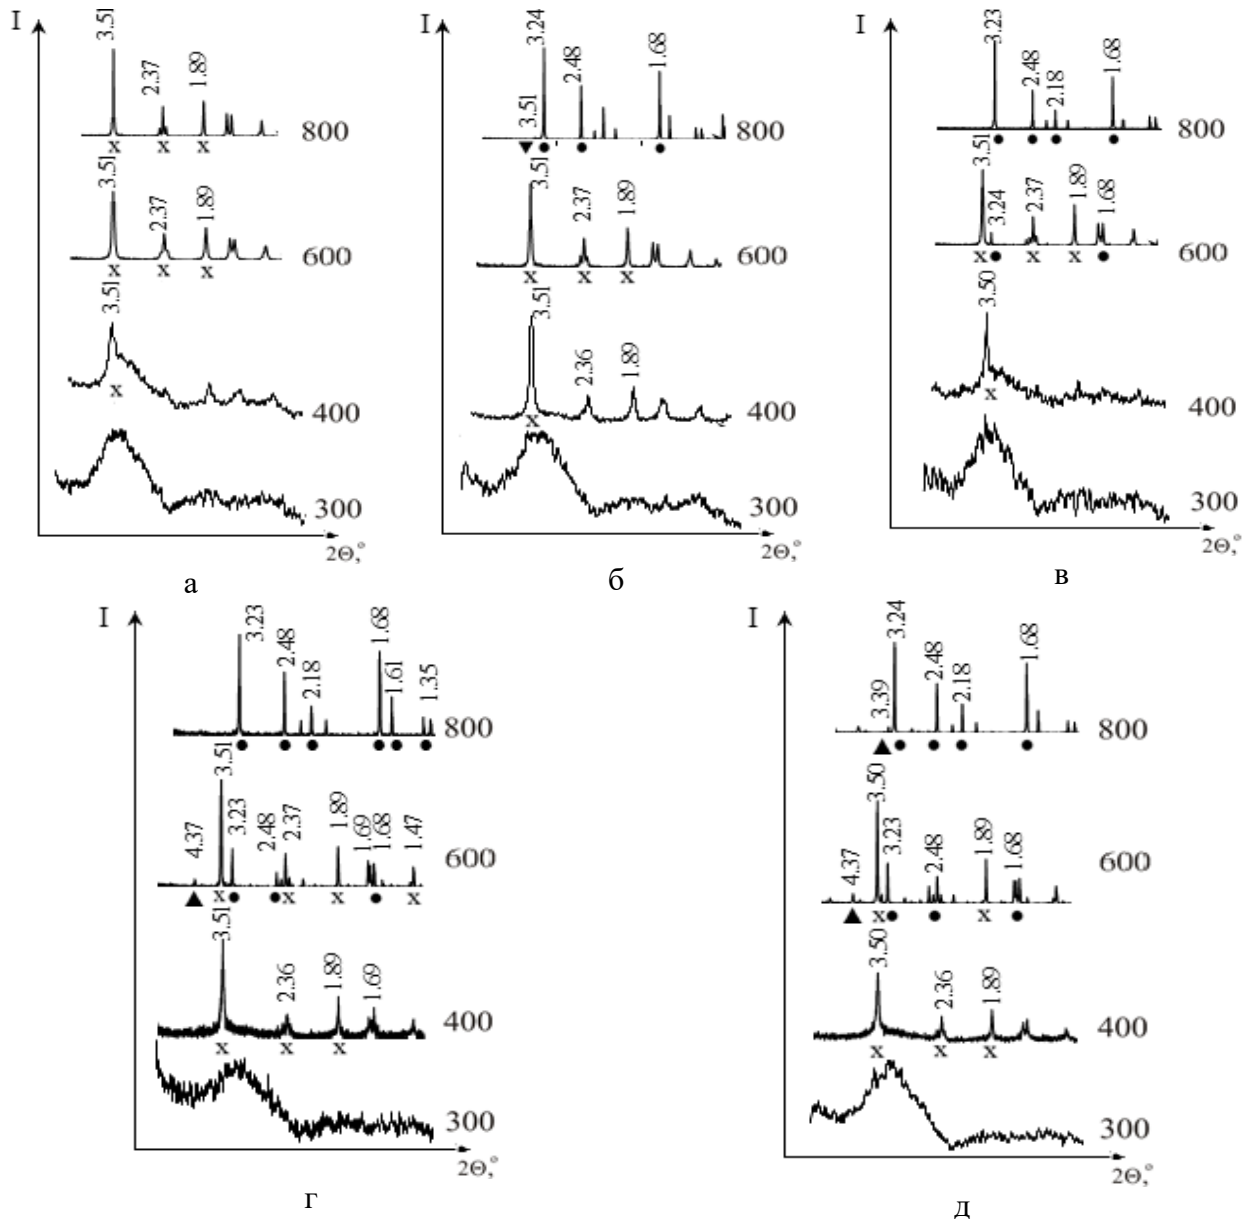 I
3.51
2.37
1.89
800
x x x
3.51
2.37
1.89
600
x x x
3.51
x
400
300
2Θ,°
а
I
3.51
3.24
2.48
1.68
800
▼ ● ● ●
3.51
2.37
1.89
600
x x x
3.51
2.36
1.89
400
x
300
2Θ,°
б
I
3.23
2.48
2.18
1.68
800
● ● ● ●
3.51
3.24
2.37
1.89
1.68
600
x ● x x ●
3.50
x
400
300
2Θ,°
в
I
3.23
2.48
2.18
1.68
1.61
1.35
800
● ● ● ● ● ●
4.37
3.51
3.23
2.48
2.37
1.89
1.69
1.68
1.47
600
▲ x ● ● x x ● x
3.51
2.36
1.89
1.69
400
x x x
300
2Θ,°
г
I
3.39
3.24
2.48
2.18
1.68
800
▲ ● ● ● ●
4.37
3.50
3.23
2.48
1.89
1.68
600
▲ x ● ● x ●
3.50
2.36
1.89
400
x x x
300
2Θ,°
д